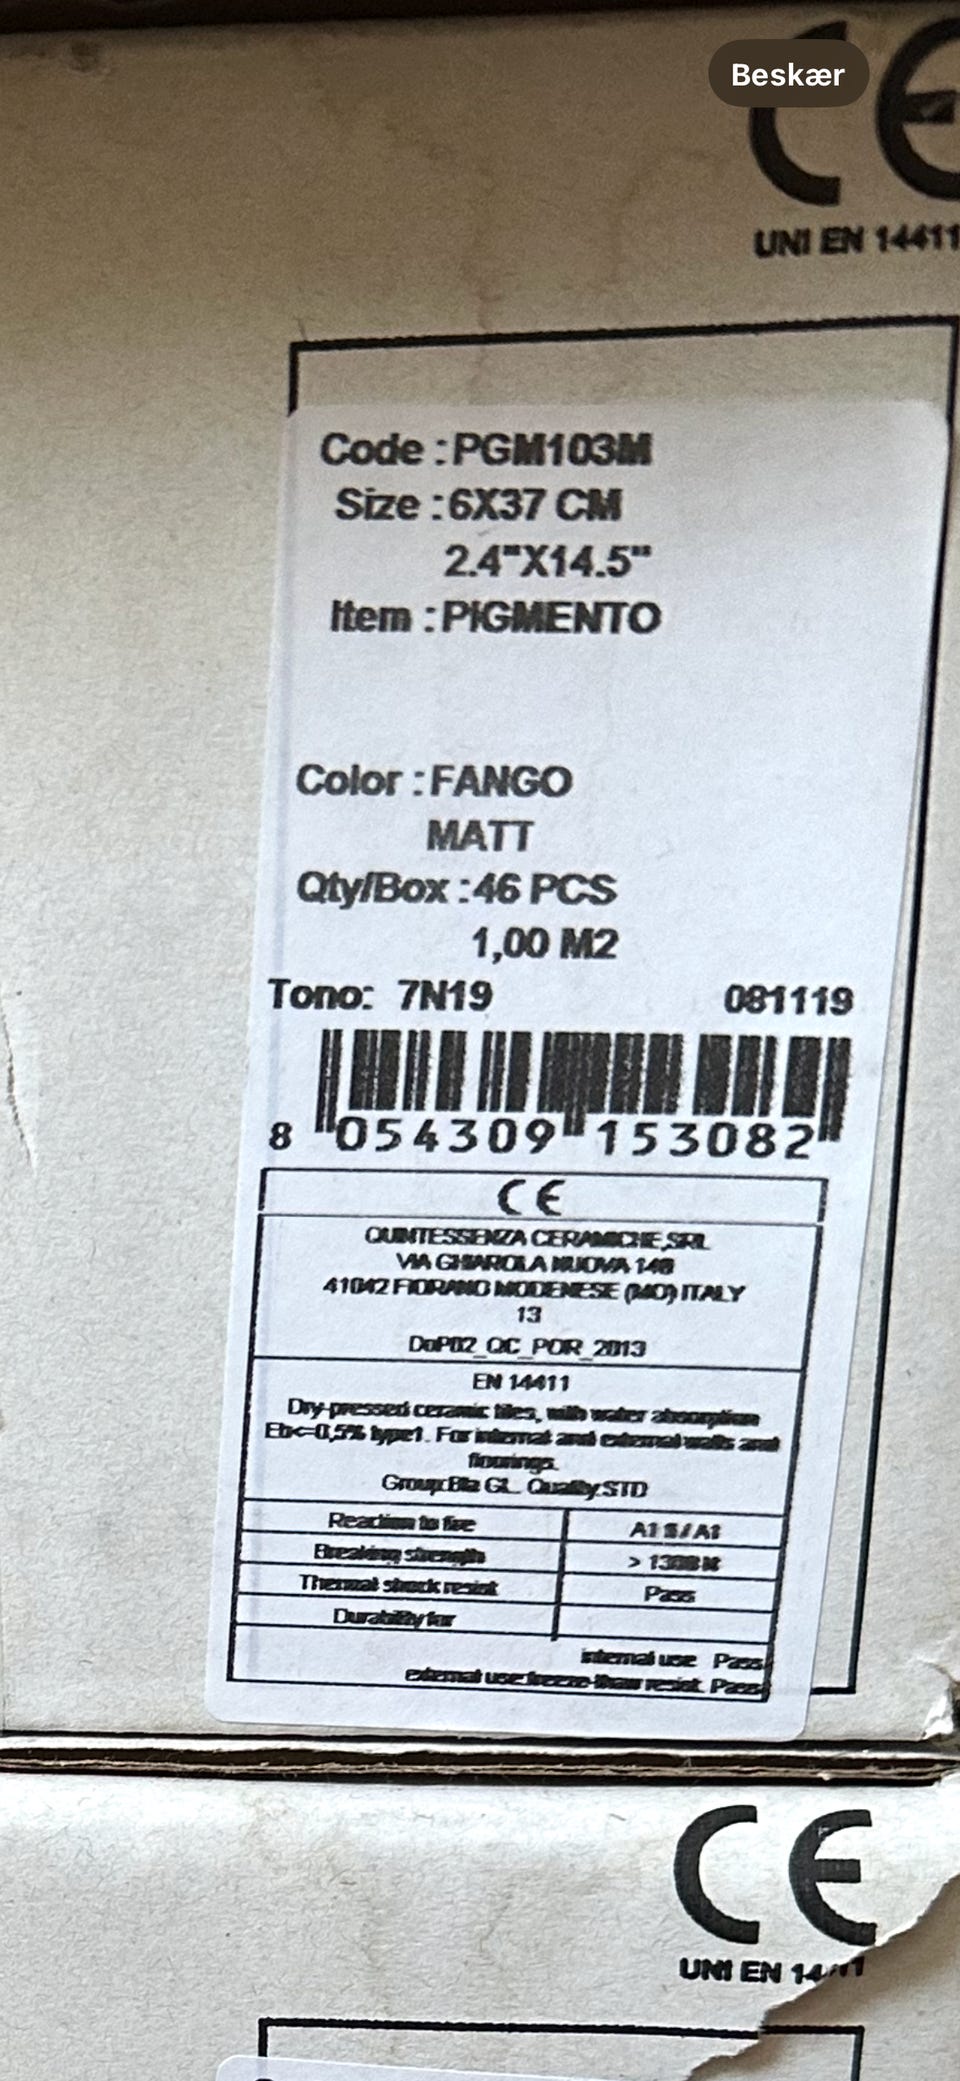 Beskær
CE
UNI EN 14411
Code : PGM103M
Size : 6X37 CM
2.4"X14.5"
Item : PIGMENTO
Color : FANGO
MATT
Qty/Box : 46 PCS
1,00 M2
Tono: 7N19 081119
8 054309 153082
CE
QUINTESSENZA CERAMICHE,SRL
VIA GHIAROLA NUOVA
41042 FIORANO MODENESE (MO) ITALY
13
DoP02_QC_POR_2013
EN 14411
Dry-pressed ceramic tiles, with water absorption
Eb<=0,5% type1. For internal and external walls and
floorings.
Group:BIa GL. Quality:STD
Reaction to fire
Breaking strength
Thermal shock resist Pass
Durability for
internal use Pass
external use:freeze-thaw resist. Pass
CE
UNI EN